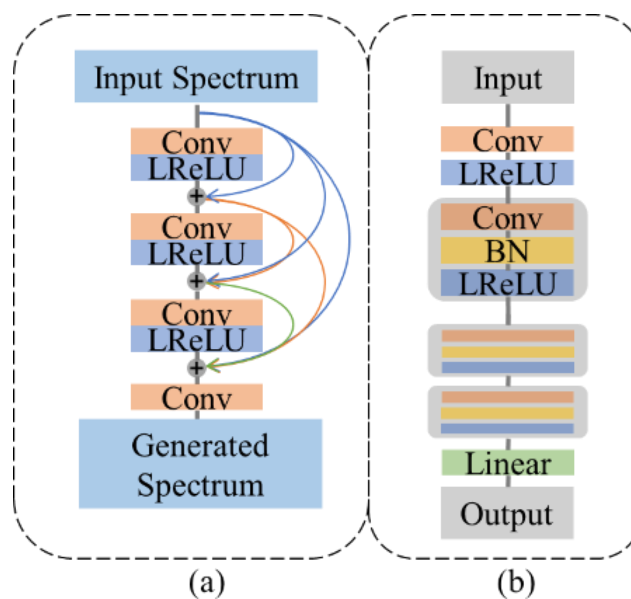 Input Spectrum
Conv
LReLU
+
Conv
LReLU
+
Conv
LReLU
+
Conv
Generated
Spectrum
(a)
Input
Conv
LReLU
Conv
BN
LReLU
Linear
Output
(b)